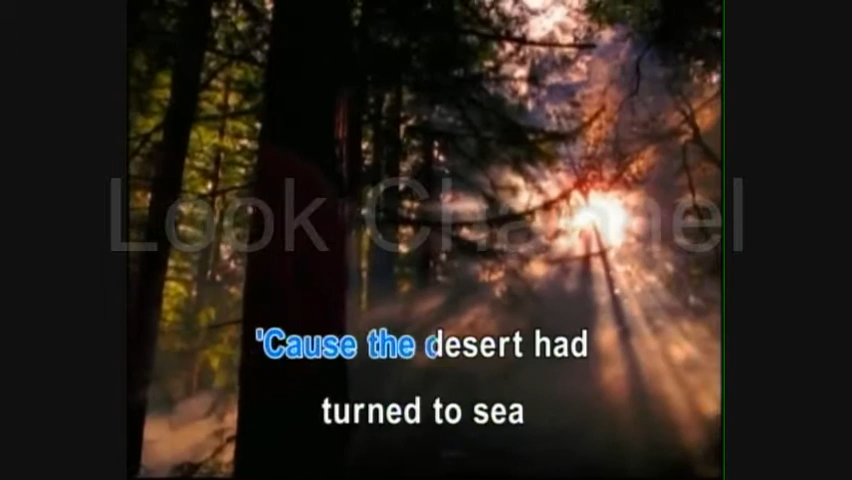 Look Channel
'Cause the desert had
turned to sea